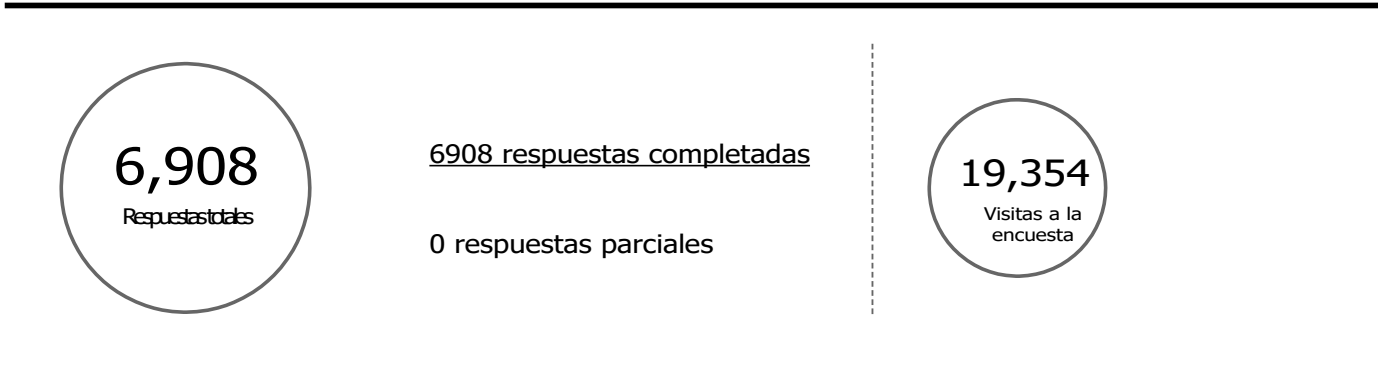 6,908
Respuestas totales
6908 respuestas completadas
0 respuestas parciales
19,354
Visitas a la
encuesta